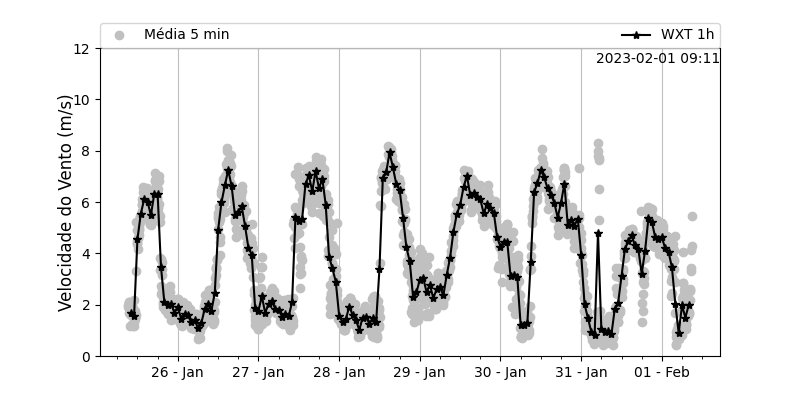 Média 5 min
WXT 1h
2023-02-01 09:11
Velocidade do Vento (m/s)
12
10
8
6
4
2
0
26 - Jan
27 - Jan
28 - Jan
29 - Jan
30 - Jan
31 - Jan
01 - Feb